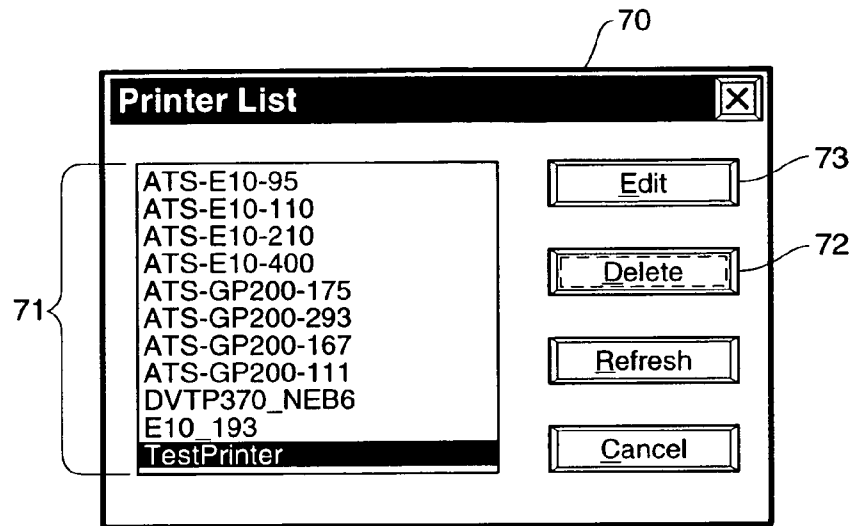 70
Printer List
ATS-E10-95
ATS-E10-110
ATS-E10-210
ATS-E10-400
ATS-GP200-175
ATS-GP200-293
ATS-GP200-167
ATS-GP200-111
DVTP370_NEB6
E10_193
TestPrinter
71
Edit
73
Delete
72
Refresh
Cancel